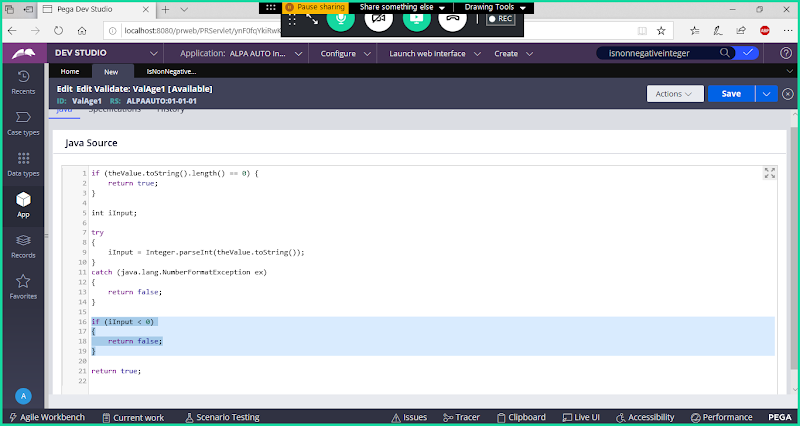 Pause sharing
Share something else
Drawing Tools
REC
Pega Dev Studio
localhost:8080/prweb/PRServlet/ynF0fqYkiRwK
ABP
DEV STUDIO
Application: ALPA AUTO In...
Configure
Launch web interface
Create
isnonnegativeinteger
Home
New
IsNonNegative...
Recents
Case types
Data types
App
Records
Favorites
A
Edit Edit Validate: ValAge1 [Available]
ID: ValAge1 RS: ALPAAUTO:01-01-01
Actions
Save
Java
Specifications
History
Java Source
1 if (theValue.toString().length() == 0) {
2 return true;
3 }
4
5 int iInput;
6
7 try
8 {
9 iInput = Integer.parseInt(theValue.toString());
10 }
11 catch (java.lang.NumberFormatException ex)
12 {
13 return false;
14 }
15
16 if (iInput < 0)
17 {
18 return false;
19 }
20
21 return true;
22
Agile Workbench
Current work
Scenario Testing
Issues
Tracer
Clipboard
Live UI
Accessibility
Performance
PEGA